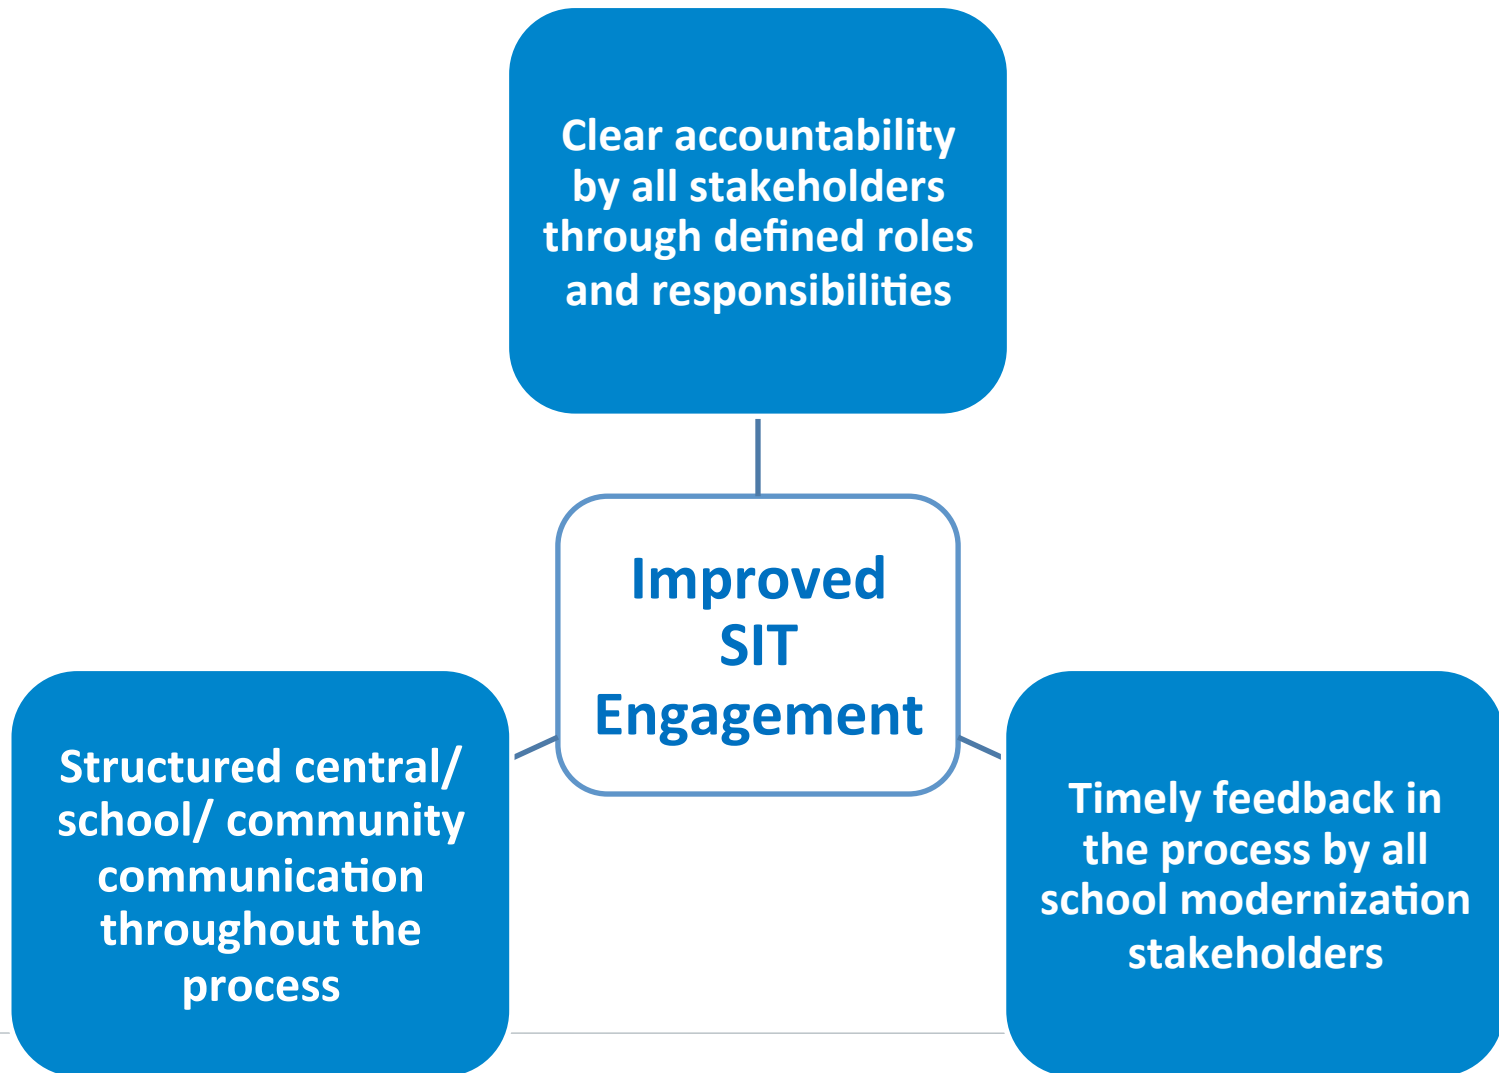 Clear accountability
by all stakeholders
through defined roles
and responsibilities
Improved
SIT
Engagement
Structured central/
school/ community
communication
throughout the
process
Timely feedback in
the process by all
school modernization
stakeholders